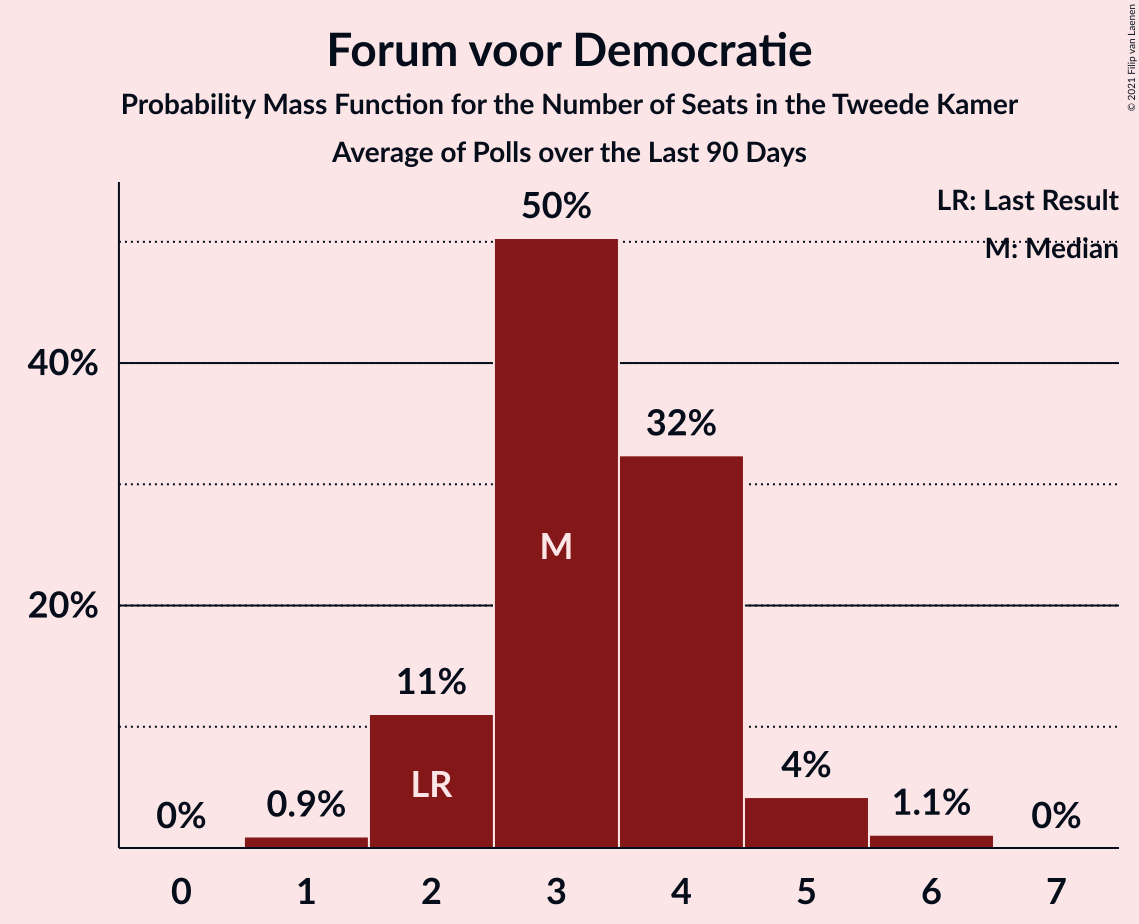 Forum voor Democratie
Probability Mass Function for the Number of Seats in the Tweede Kamer
Average of Polls over the Last 90 Days
© 2021 Filip van Laenen
LR: Last Result
M: Median
50%
40%
32%
M
20%
11%
LR
4%
0%
0.9%
1.1%
0%
0 1 2 3 4 5 6 7